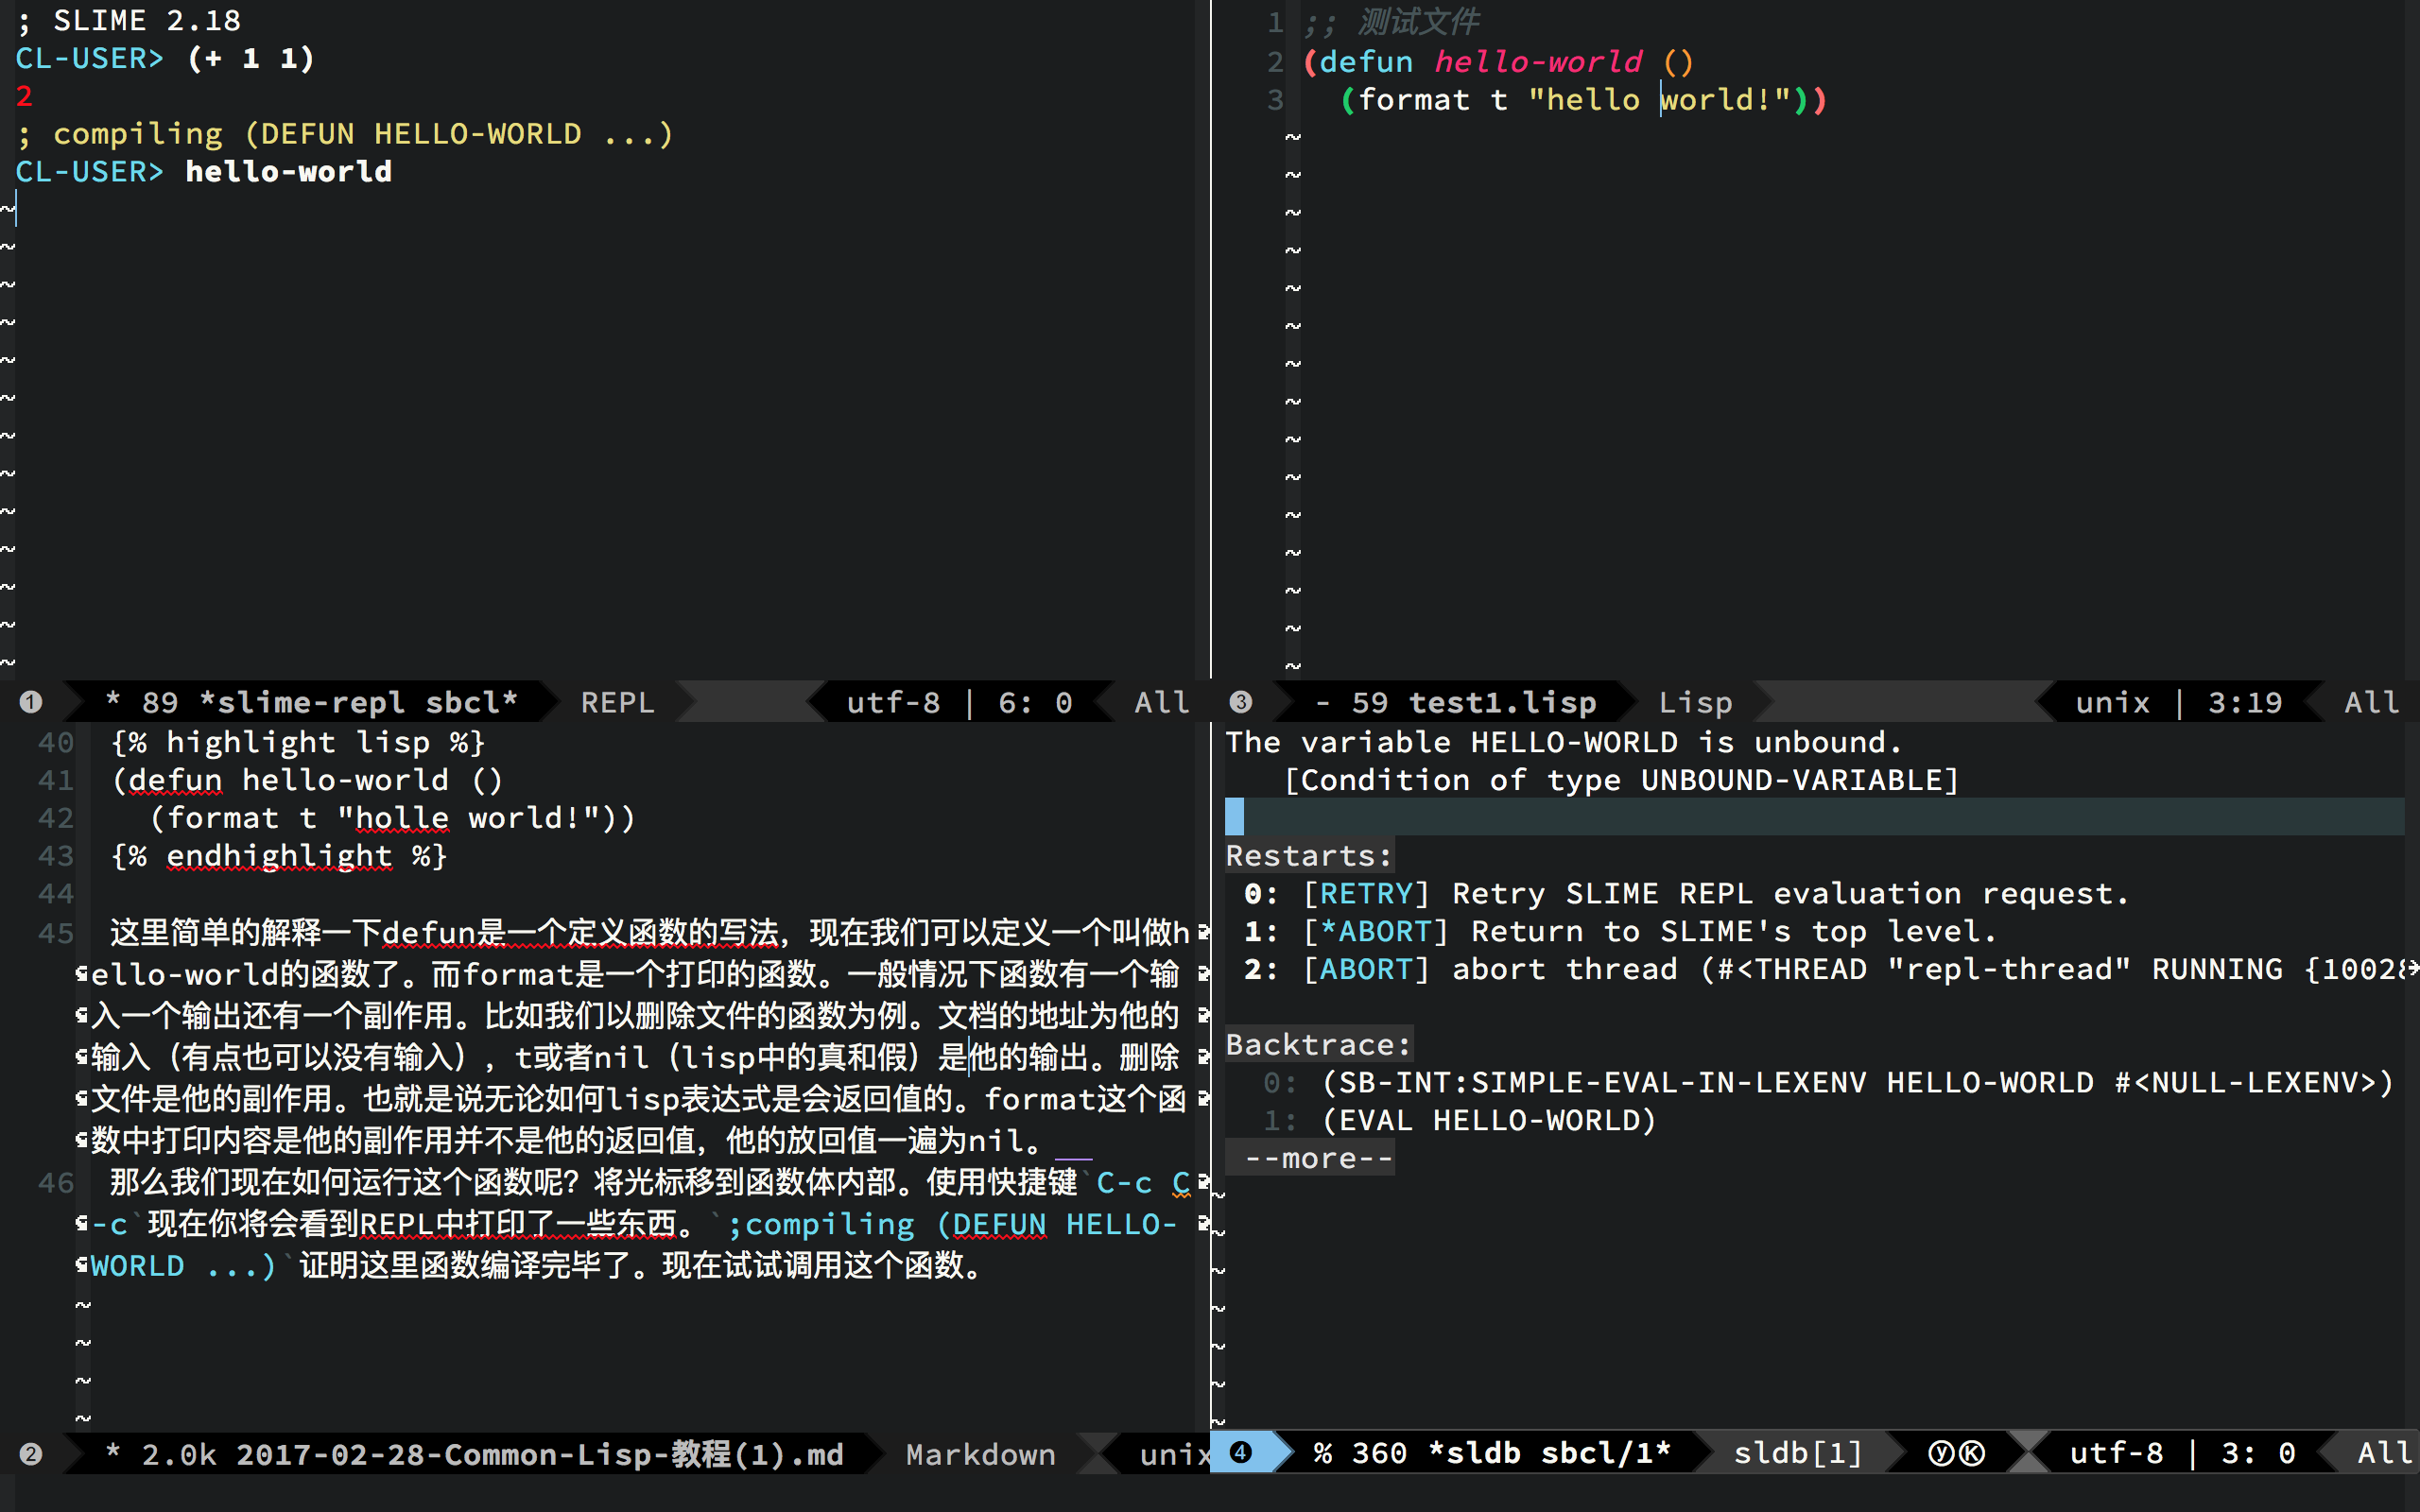 ; SLIME 2.18
CL-USER> (+ 1 1)
2
; compiling (DEFUN HELLO-WORLD ...)
CL-USER> hello-world
❶ * 89 *slime-repl sbcl* REPL utf-8 | 6: 0 All
1 ;; 测试文件
2 (defun hello-world ()
3   (format t "hello world!"))
❸ - 59 test1.lisp Lisp unix | 3:19 All
40 {% highlight lisp %}
41 (defun hello-world ()
42   (format t "holle world!"))
43 {% endhighlight %}
44
45 这里简单的解释一下defun是一个定义函数的写法，现在我们可以定义一个叫做h
ello-world的函数了。而format是一个打印的函数。一般情况下函数有一个输
入一个输出还有一个副作用。比如我们以删除文件的函数为例。文档的地址为他的
输入（有点也可以没有输入），t或者nil（lisp中的真和假）是他的输出。删除
文件是他的副作用。也就是说无论如何lisp表达式是会返回值的。format这个函
数中打印内容是他的副作用并不是他的返回值，他的放回值一遍为nil。
46 那么我们现在如何运行这个函数呢？将光标移到函数体内部。使用快捷键`C-c C
-c`现在你将会看到REPL中打印了一些东西。`;compiling (DEFUN HELLO-
WORLD ...)`证明这里函数编译完毕了。现在试试调用这个函数。
❷ * 2.0k 2017-02-28-Common-Lisp-教程(1).md Markdown unix
The variable HELLO-WORLD is unbound.
   [Condition of type UNBOUND-VARIABLE]
Restarts:
 0: [RETRY] Retry SLIME REPL evaluation request.
 1: [*ABORT] Return to SLIME's top level.
 2: [ABORT] abort thread (#<THREAD "repl-thread" RUNNING {10028
Backtrace:
  0: (SB-INT:SIMPLE-EVAL-IN-LEXENV HELLO-WORLD #<NULL-LEXENV>)
  1: (EVAL HELLO-WORLD)
 --more--
❹ % 360 *sldb sbcl/1* sldb[1] ⓨⓀ utf-8 | 3: 0 All